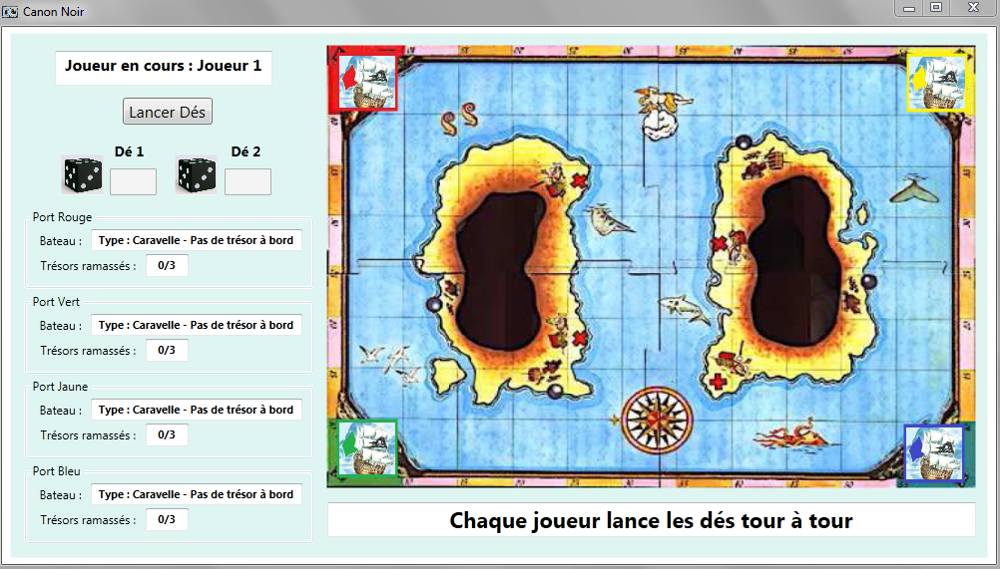 Canon Noir
Joueur en cours : Joueur 1
Lancer Dés
Dé 1
Dé 2
Port Rouge
Bateau :
Type : Caravelle - Pas de trésor à bord
Trésors ramassés :
0/3
Port Vert
Bateau :
Type : Caravelle - Pas de trésor à bord
Trésors ramassés :
0/3
Port Jaune
Bateau :
Type : Caravelle - Pas de trésor à bord
Trésors ramassés :
0/3
Port Bleu
Bateau :
Type : Caravelle - Pas de trésor à bord
Trésors ramassés :
0/3
Chaque joueur lance les dés tour à tour